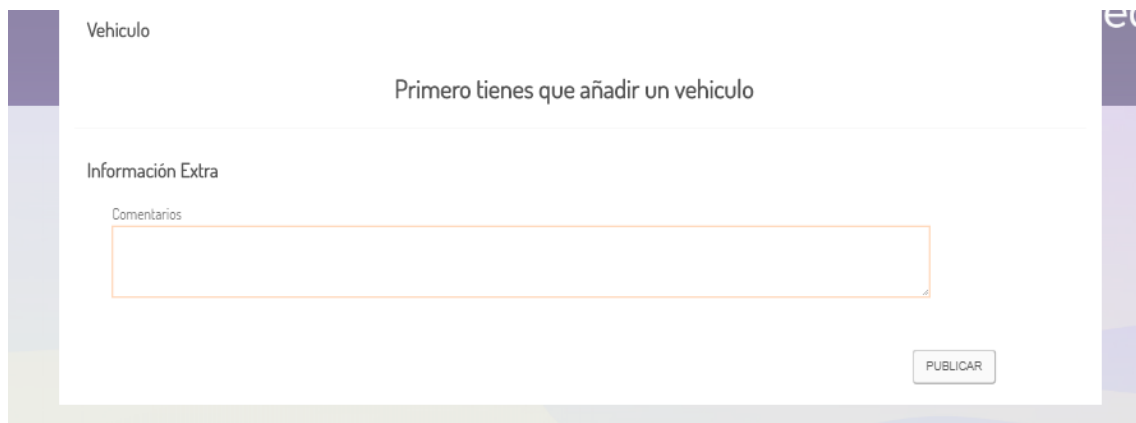 Vehiculo
Primero tienes que añadir un vehiculo
Información Extra
Comentarios
PUBLICAR